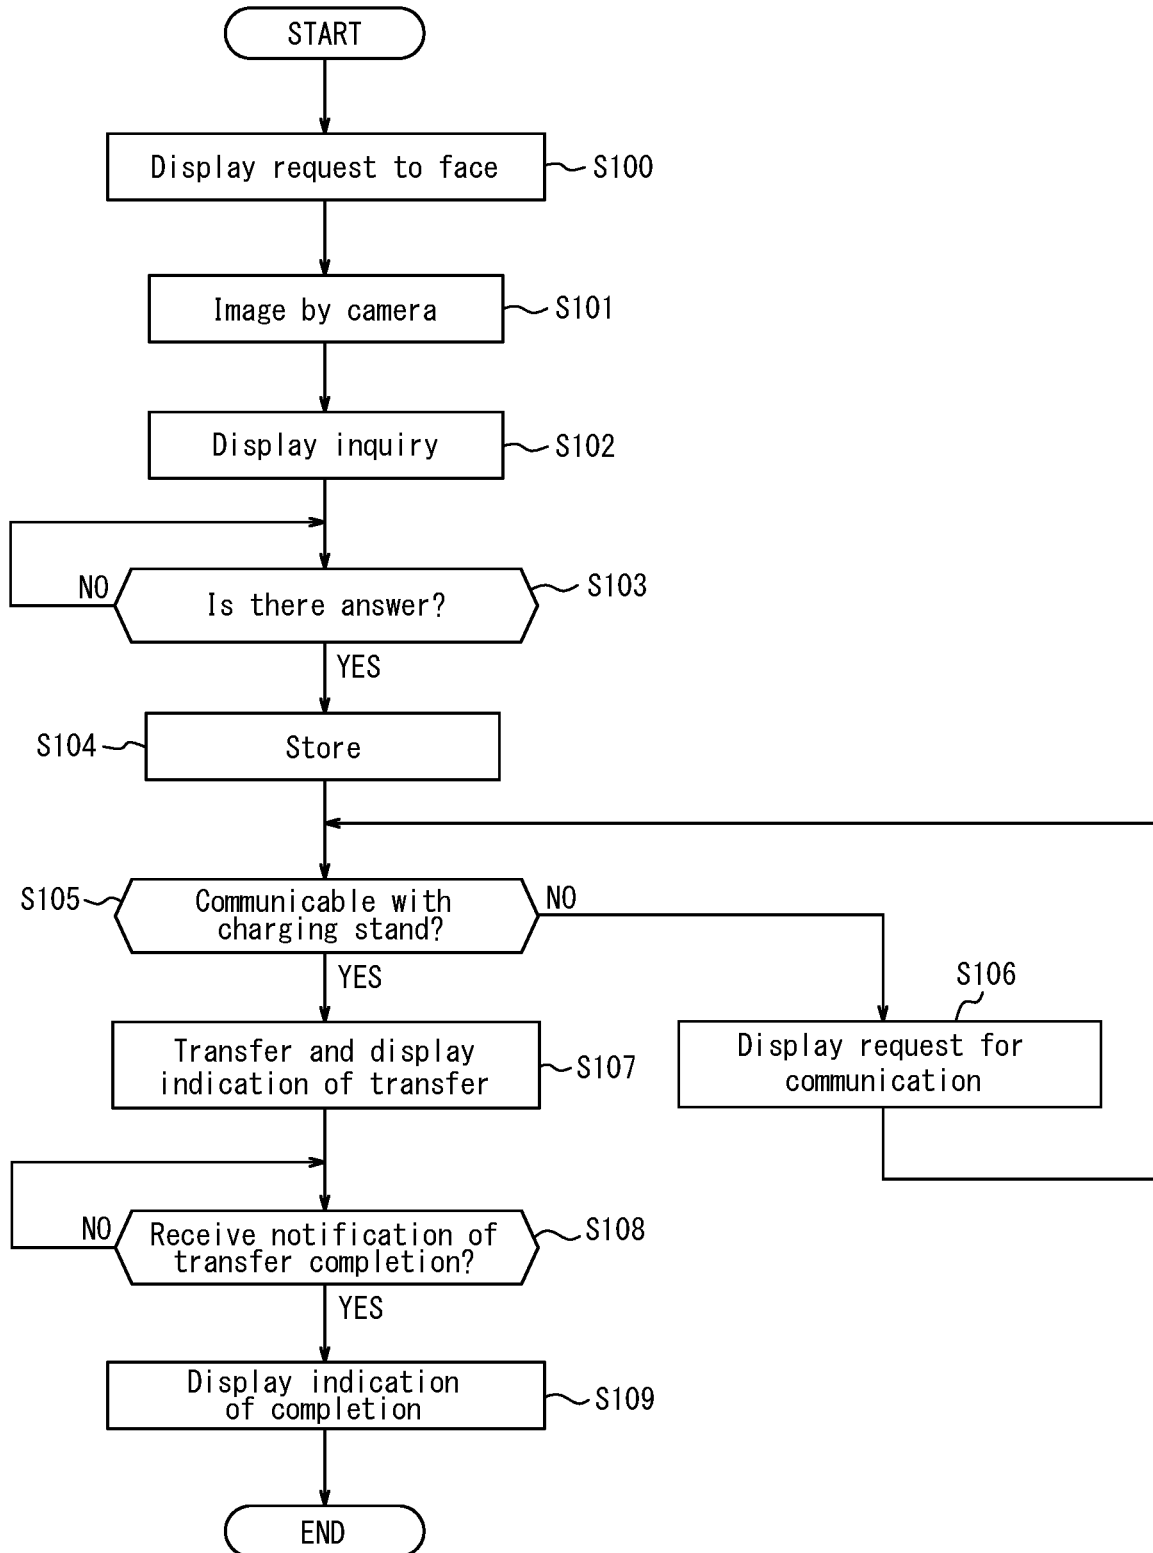 START
Display request to face
S100
Image by camera
S101
Display inquiry
S102
NO
Is there answer?
S103
YES
S104
Store
S105
Communicable with
charging stand?
NO
YES
S106
Display request for
communication
Transfer and display
indication of transfer
S107
NO
Receive notification of
transfer completion?
S108
YES
Display indication
of completion
S109
END